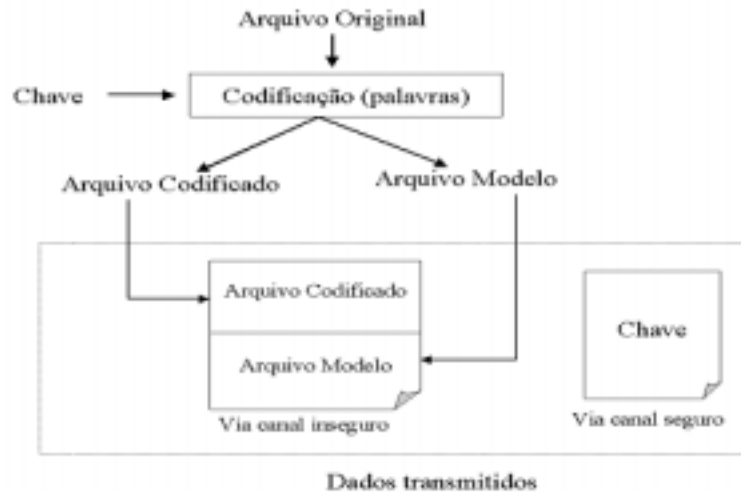 Arquivo Original
Chave
Codificação (palavras)
Arquivo Codificado
Arquivo Modelo
Arquivo Codificado
Arquivo Modelo
Chave
Via canal inseguro
Via canal seguro
Dados transmitidos